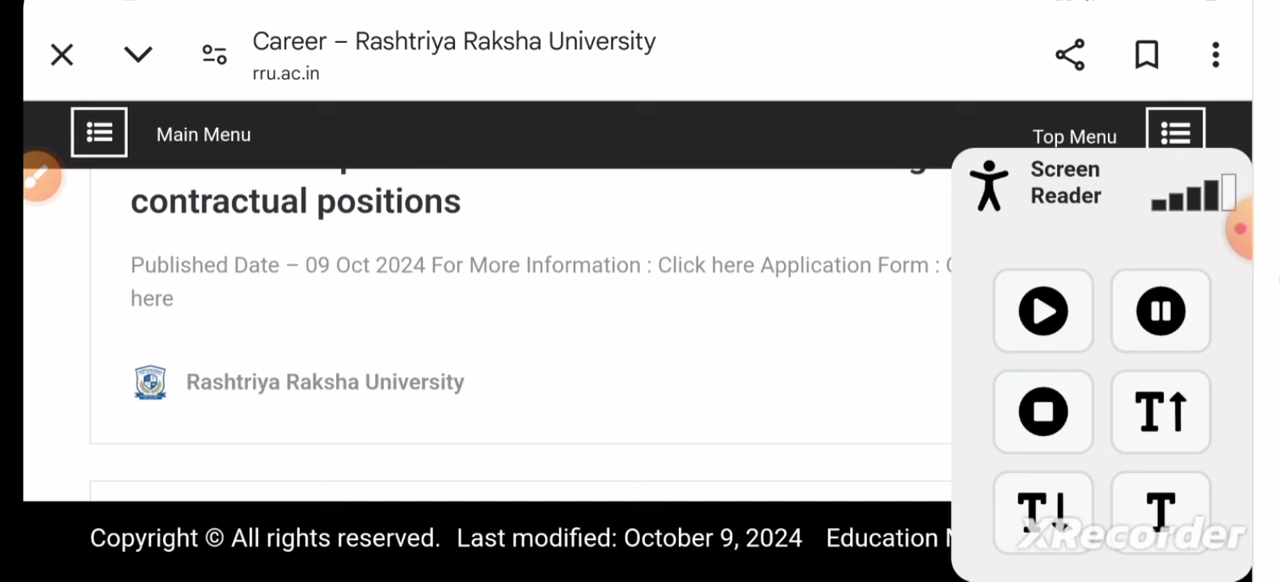 Career – Rashtriya Raksha University
rru.ac.in
Main Menu
Top Menu
Screen
Reader
contractual positions
Published Date – 09 Oct 2024 For More Information : Click here Application Form :
here
Rashtriya Raksha University
T↑
T↓ T
XRecorder
Copyright © All rights reserved. Last modified: October 9, 2024 Education